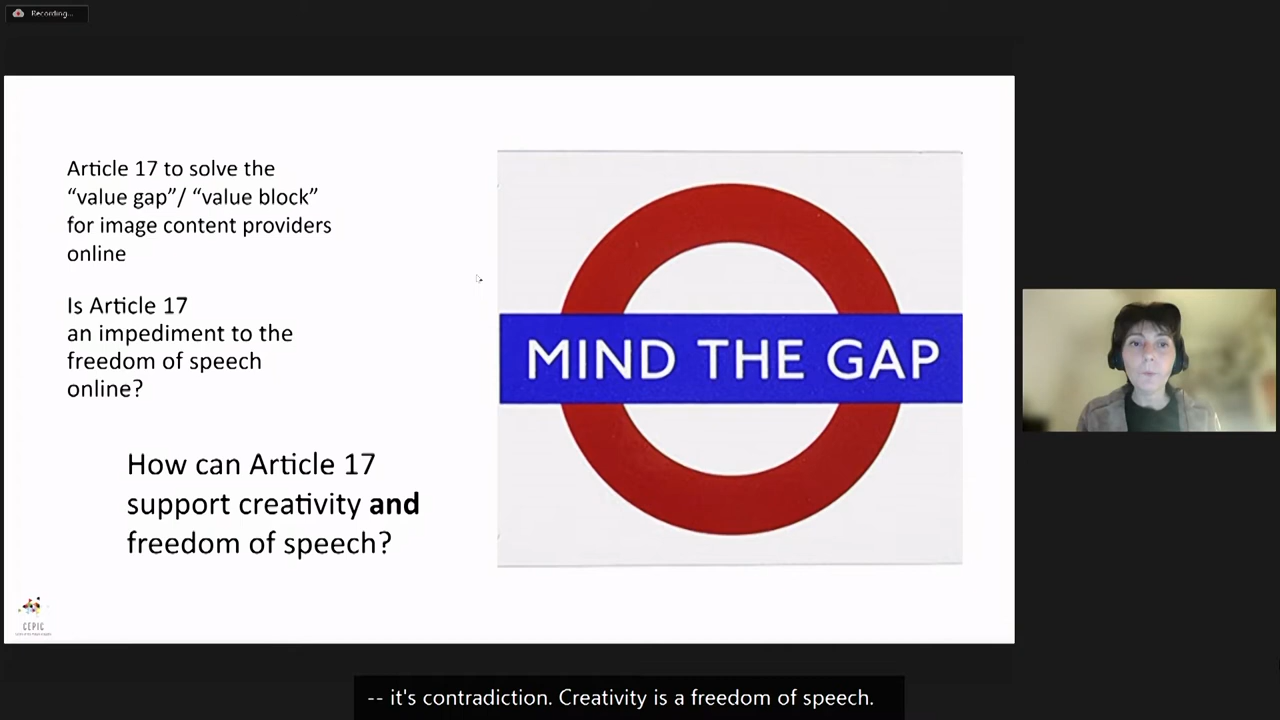 Recording...
Article 17 to solve the
“value gap”/ “value block”
for image content providers
online
Is Article 17
an impediment to the
freedom of speech
online?
How can Article 17
support creativity and
freedom of speech?
MIND THE GAP
CEPIC
-- it's contradiction. Creativity is a freedom of speech.